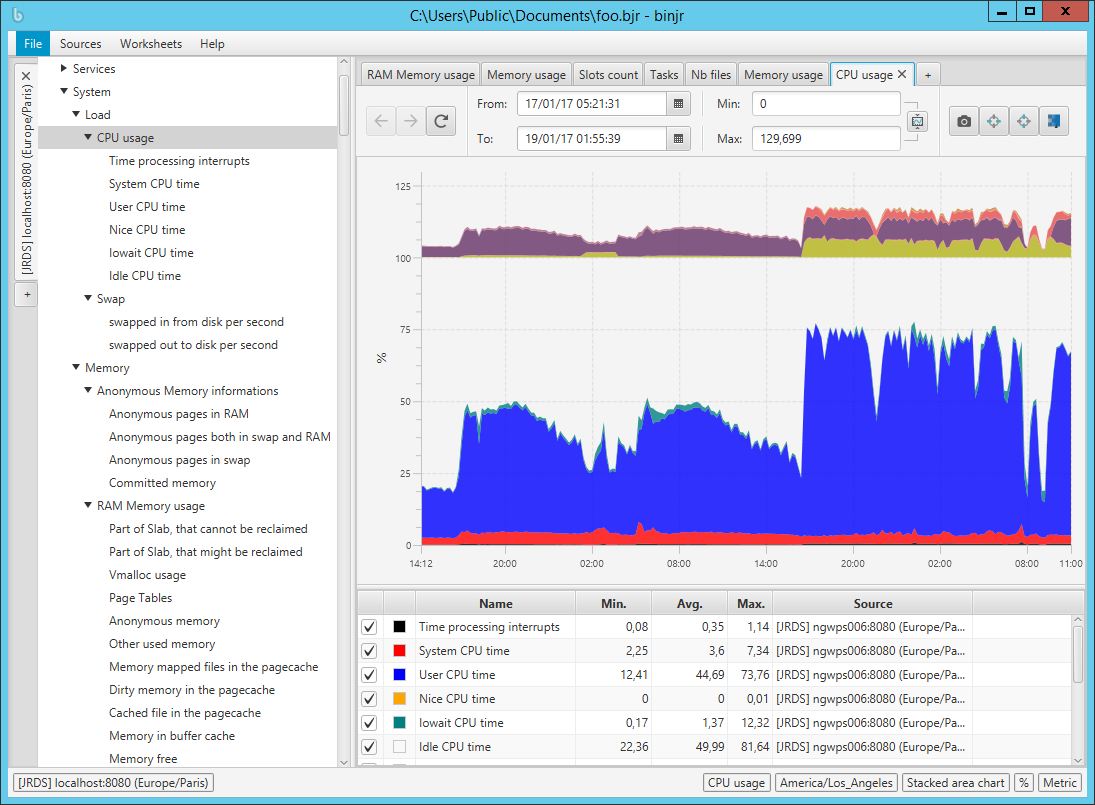 C:\Users\Public\Documents\foo.bjr - binjr
File Sources Worksheets Help
[JRDS] localhost:8080 (Europe/Paris)
+
Services
System
Load
CPU usage
Time processing interrupts
System CPU time
User CPU time
Nice CPU time
Iowait CPU time
Idle CPU time
Swap
swapped in from disk per second
swapped out to disk per second
Memory
Anonymous Memory informations
Anonymous pages in RAM
Anonymous pages both in swap and RAM
Anonymous pages in swap
Committed memory
RAM Memory usage
Part of Slab, that cannot be reclaimed
Part of Slab, that might be reclaimed
Vmalloc usage
Page Tables
Anonymous memory
Other used memory
Memory mapped files in the pagecache
Dirty memory in the pagecache
Cached file in the pagecache
Memory in buffer cache
Memory free
RAM Memory usage Memory usage Slots count Tasks Nb files Memory usage CPU usage +
From: 17/01/17 05:21:31 Min: 0
To: 19/01/17 01:55:39 Max: 129,699
125
100
75
%
50
25
0
14:12 20:00 02:00 08:00 14:00 20:00 02:00 08:00 11:00
Name Min. Avg. Max. Source
Time processing interrupts 0,08 0,35 1,14 [JRDS] ngwps006:8080 (Europe/Pa...
System CPU time 2,25 3,6 7,34 [JRDS] ngwps006:8080 (Europe/Pa...
User CPU time 12,41 44,69 73,76 [JRDS] ngwps006:8080 (Europe/Pa...
Nice CPU time 0 0 0,01 [JRDS] ngwps006:8080 (Europe/Pa...
Iowait CPU time 0,17 1,37 12,32 [JRDS] ngwps006:8080 (Europe/Pa...
Idle CPU time 22,36 49,99 81,64 [JRDS] ngwps006:8080 (Europe/Pa...
[JRDS] localhost:8080 (Europe/Paris) CPU usage America/Los_Angeles Stacked area chart % Metric